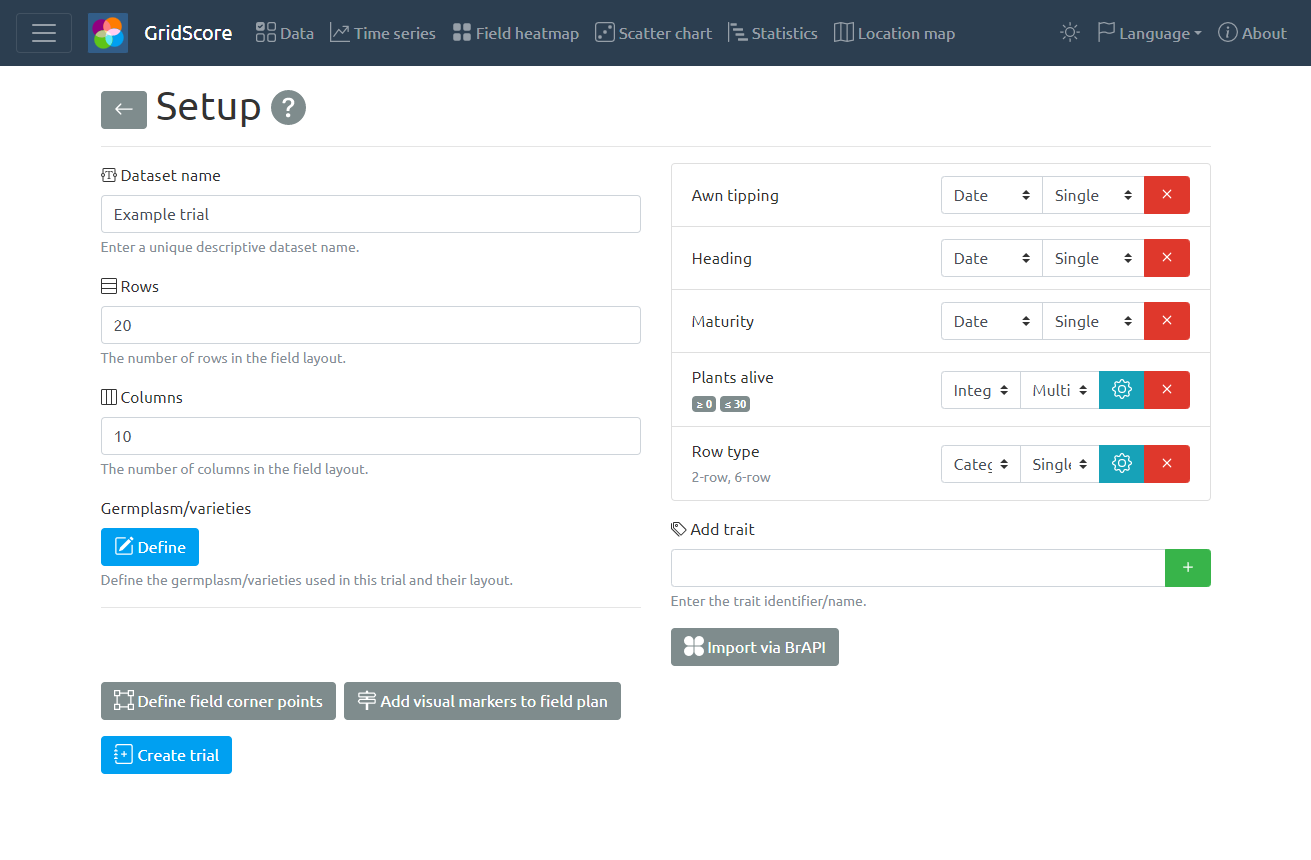 GridScore Data Time series Field heatmap Scatter chart Statistics Location map Language About
Setup ?
Dataset name
Example trial
Enter a unique descriptive dataset name.
Rows
20
The number of rows in the field layout.
Columns
10
The number of columns in the field layout.
Germplasm/varieties
Define
Define the germplasm/varieties used in this trial and their layout.
Define field corner points Add visual markers to field plan
Create trial
Awn tipping Date Single ×
Heading Date Single ×
Maturity Date Single ×
Plants alive Integ Multi ×
≥ 0 ≤ 30
Row type Categ Single ×
2-row, 6-row
Add trait
+
Enter the trait identifier/name.
Import via BrAPI